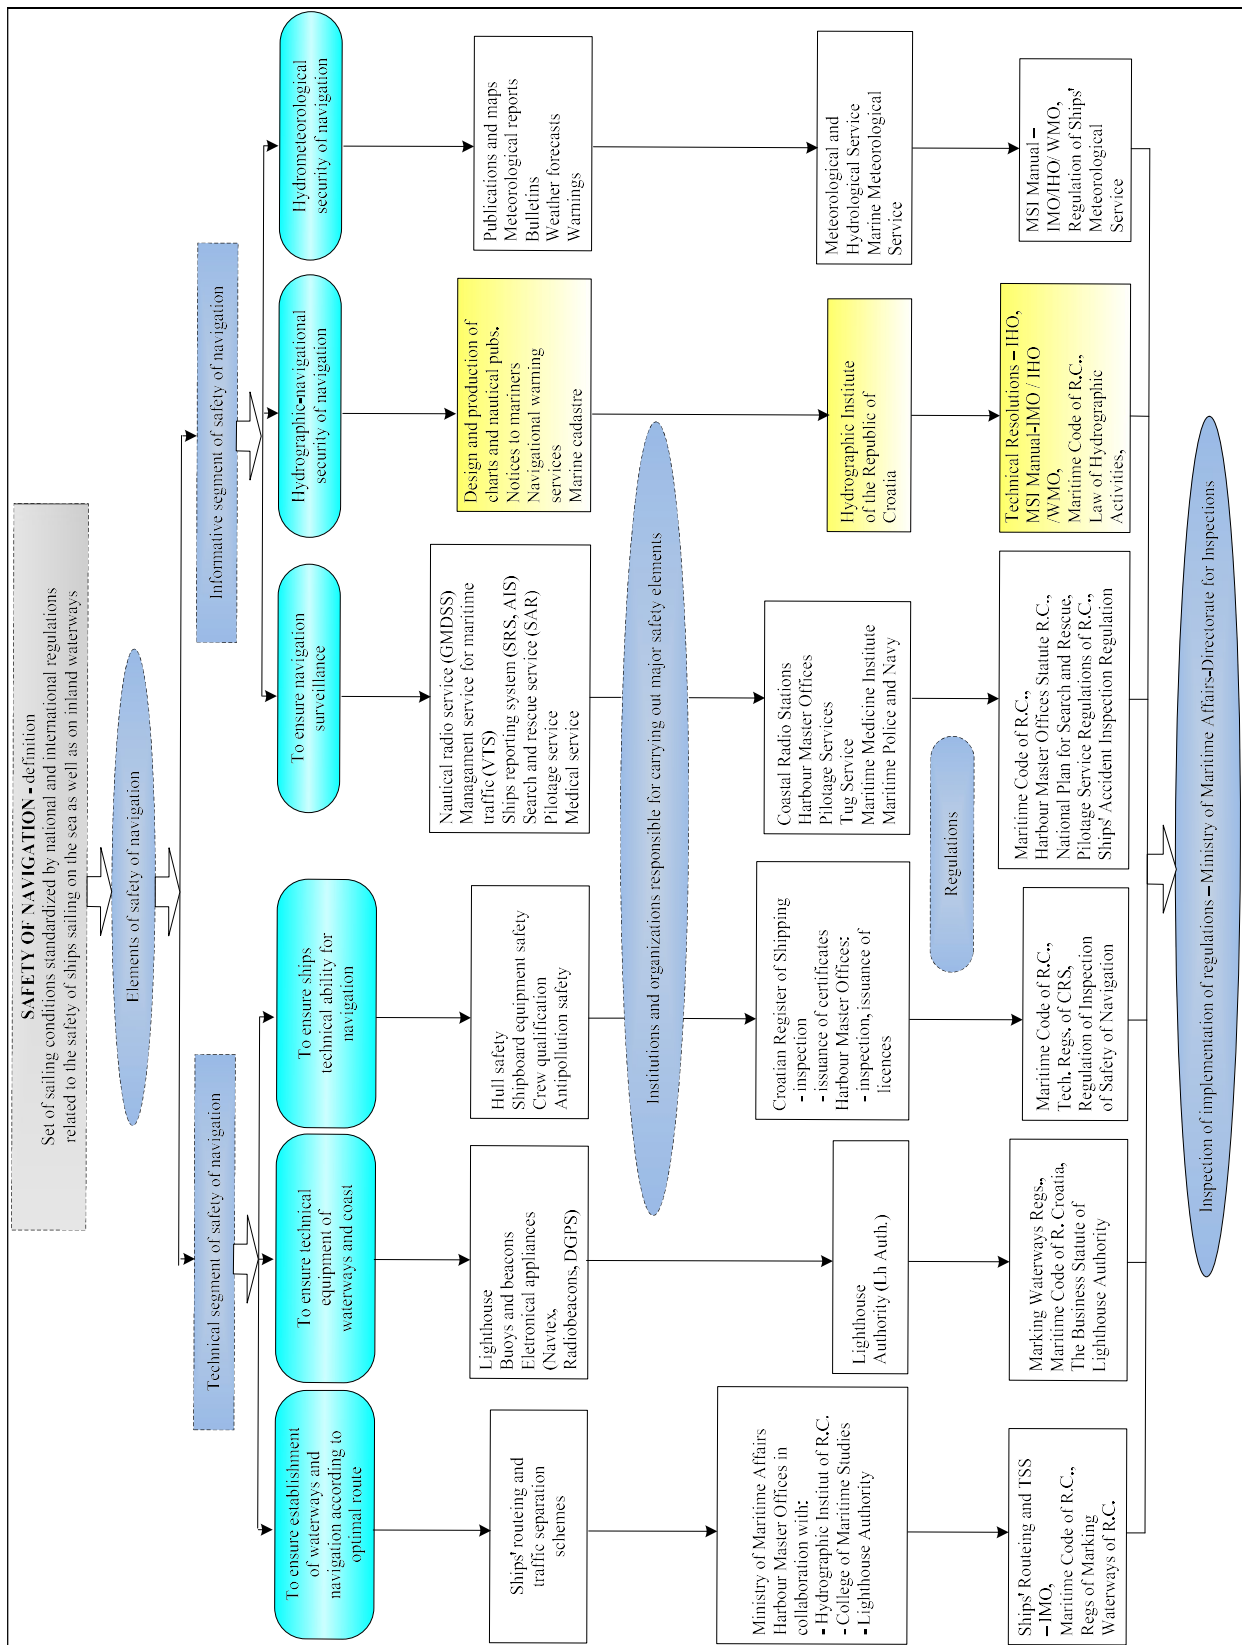 SAFETY OF NAVIGATION - definition
Set of sailing conditions standardized by national and international regulations
related to the safety of ships sailing on the sea as well as on inland waterways
Elements of safety of navigation
Technical segment of safety of navigation
Informative segment of safety of navigation
To ensure establishment
of waterways and
navigation according to
optimal route
To ensure technical
equipment of
waterways and coast
To ensure ships
technical ability for
navigation
To ensure navigation
surveillance
Hydrographic-navigational
security of navigation
Hydrometeorological
security of navigation
Ships' routeing and
traffic separation
schemes
Lighthouse
Buoys and beacons
Eletronical appliances
(Navtex,
Radiobeacons, DGPS)
Hull safety
Shipboard equipment safety
Crew qualification
Antipollution safety
Nautical radio service (GMDSS)
Managament service for maritime
traffic (VTS)
Ships reporting system (SRS, AIS)
Search and rescue service (SAR)
Pilotage service
Medical service
Design and production of
charts and nautical pubs.
Notices to mariners
Navigational warning
services
Marine cadastre
Publications and maps
Meteorological reports
Bulletins
Weather forecasts
Warnings
Institutions and organizations responsible for carrying out major safety elements
Ministry of Maritime Affairs
Harbour Master Offices in
collaboration with:
- Hydrographic Institut of R.C.
- College of Maritime Studies
- Lighthouse Authority
Lighthouse
Authority (Lh Auth.)
Croatian Register of Shipping
- inspection
- issuance of certificates
Harbour Master Offices:
- inspection, issuance of
licences
Coastal Radio Stations
Harbour Master Offices
Pilotage Services
Tug Service
Maritime Medicine Institute
Maritime Police and Navy
Hydrographic Institute
of the Republic of
Croatia
Meteorological and
Hydrological Service
Marine Meteorological
Service
Regulations
Ships' Routeing and TSS
– IMO,
Maritime Code of R.C.,
Regs of Marking
Waterways of R.C.
Marking Waterways Regs.,
Maritime Code of R. Croatia,
The Business Statute of
Lighthouse Authority
Maritime Code of R.C.,
Tech. Regs. of CRS,
Regulation of Inspection
of Safety of Navigation
Maritime Code of R.C.,
Harbour Master Offices Statute R.C.,
National Plan for Search and Rescue,
Pilotage Service Regulations of R.C.,
Ships' Accident Inspection Regulation
Technical Resolutions – IHO,
MSI Manual-IMO / IHO
/WMO,
Maritime Code of R.C.,
Law of Hydrographic
Activities,
MSI Manual –
IMO/IHO/ WMO,
Regulation of Ships'
Meteorological
Service
Inspection of implementation of regulations – Ministry of Maritime Affairs-Directorate for Inspections